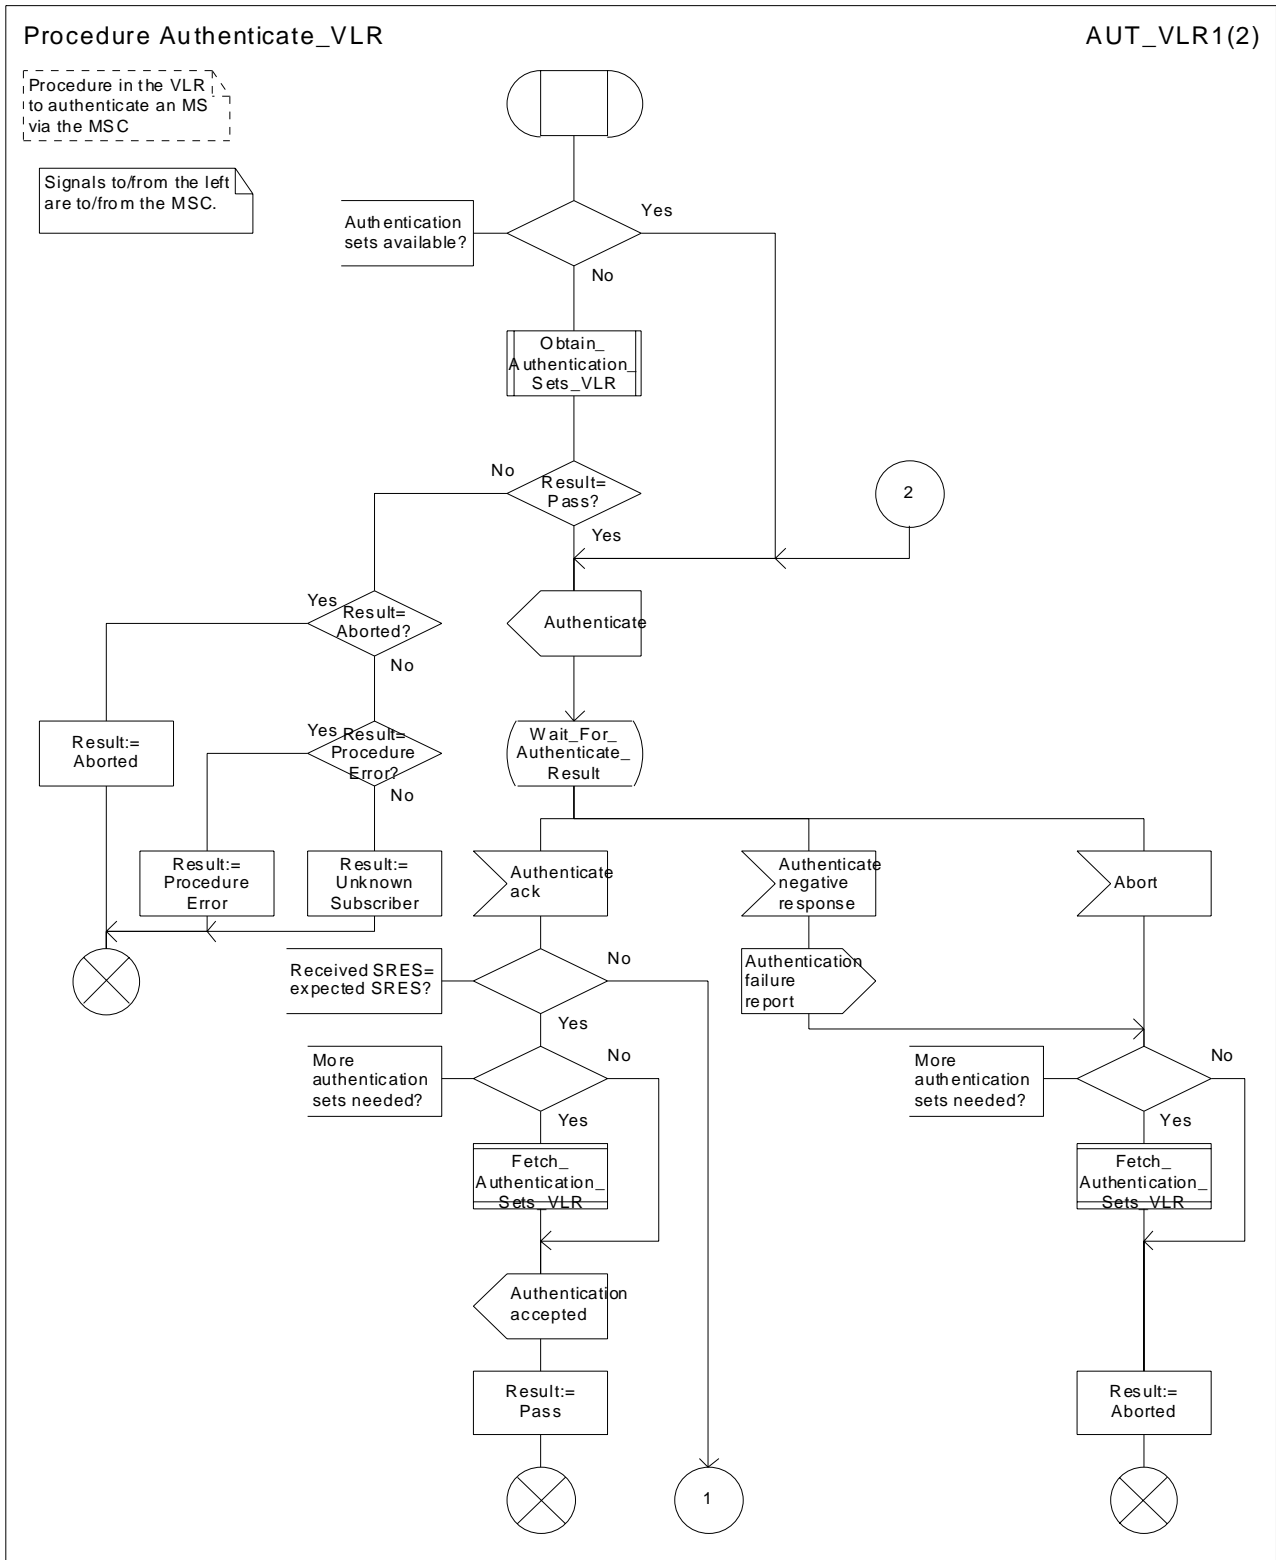 Procedure Authenticate_VLR
AUT_VLR1(2)
Procedure in the VLR
to authenticate an MS
via the MSC
Signals to/from the left
are to/from the MSC.
Authentication
sets available?
Yes
No
Obtain_
Authentication_
Sets_VLR
No
Result=
Pass?
Yes
2
Yes
Result=
Aborted?
No
Authenticate
Result:=
Aborted
Yes
Result=
Procedure
Error?
No
Wait_For_
Authenticate_
Result
Result:=
Procedure
Error
Result:=
Unknown
Subscriber
Authenticate
ack
Authenticate
negative
response
Abort
Received SRES=
expected SRES?
No
Yes
Authentication
failure
report
More
authentication
sets needed?
No
Yes
More
authentication
sets needed?
No
Yes
Fetch_
Authentication_
Sets_VLR
Fetch_
Authentication_
Sets_VLR
Authentication
accepted
Result:=
Pass
Result:=
Aborted
1